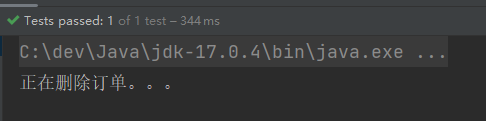 Tests passed: 1 of 1 test – 344 ms
C:\dev\Java\jdk-17.0.4\bin\java.exe ...
正在删除订单。。。